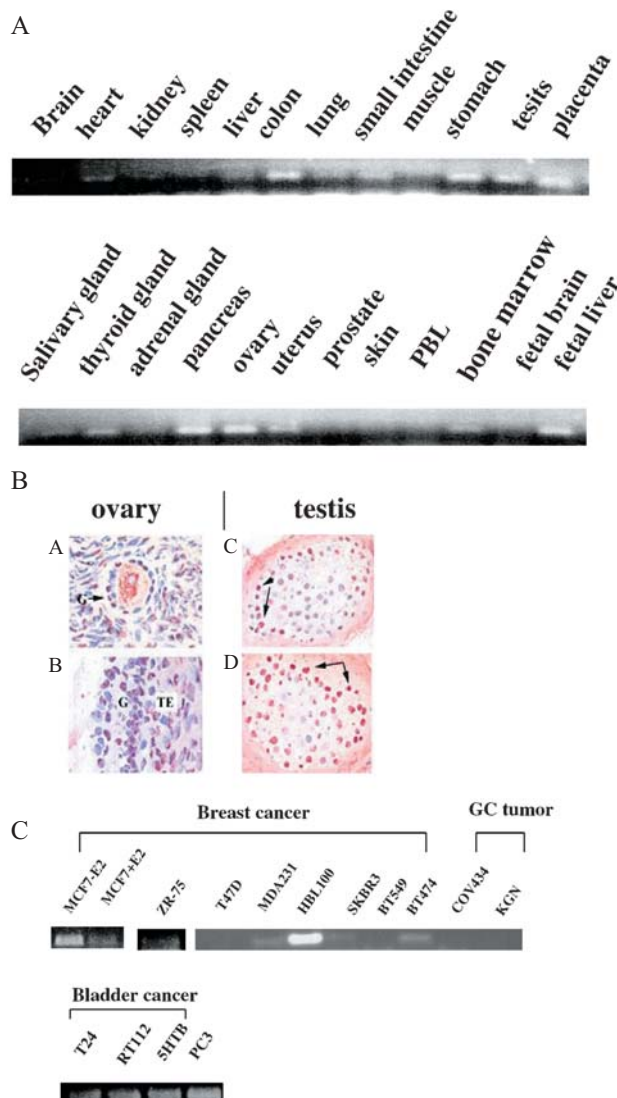 A
Brain heart kidney spleen liver colon lung small intestine muscle stomach tesits placenta
Salivary gland thyroid gland adrenal gland pancreas ovary uterus prostate skin PBL bone marrow fetal brain fetal liver
B
ovary testis
A C
G
B D
G TE
C
Breast cancer GC tumor
MCF7-E2 MCF7+E2 ZR-75 T47D MDA231 HBL100 SKBR3 BT549 BT474 COV434 KGN
Bladder cancer
T24 RT112 5HTB PC3